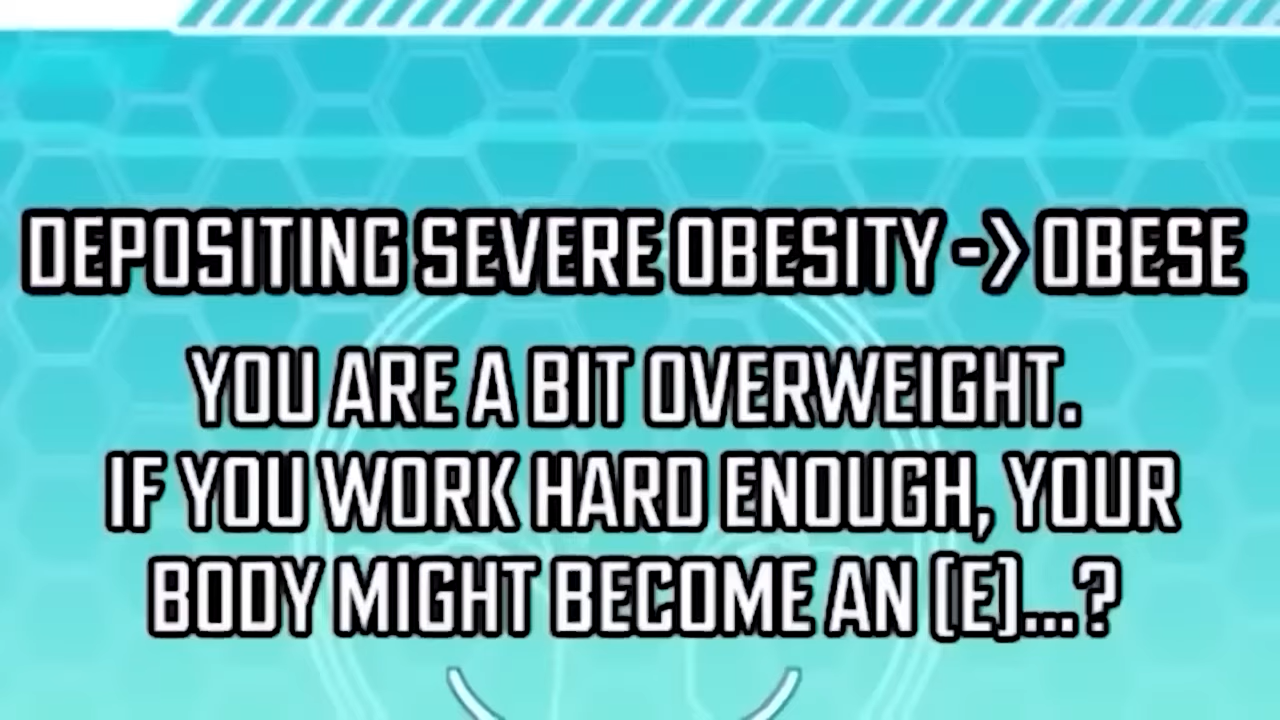 DEPOSITING SEVERE OBESITY -> OBESE
YOU ARE A BIT OVERWEIGHT.
IF YOU WORK HARD ENOUGH, YOUR
BODY MIGHT BECOME AN [E]...?